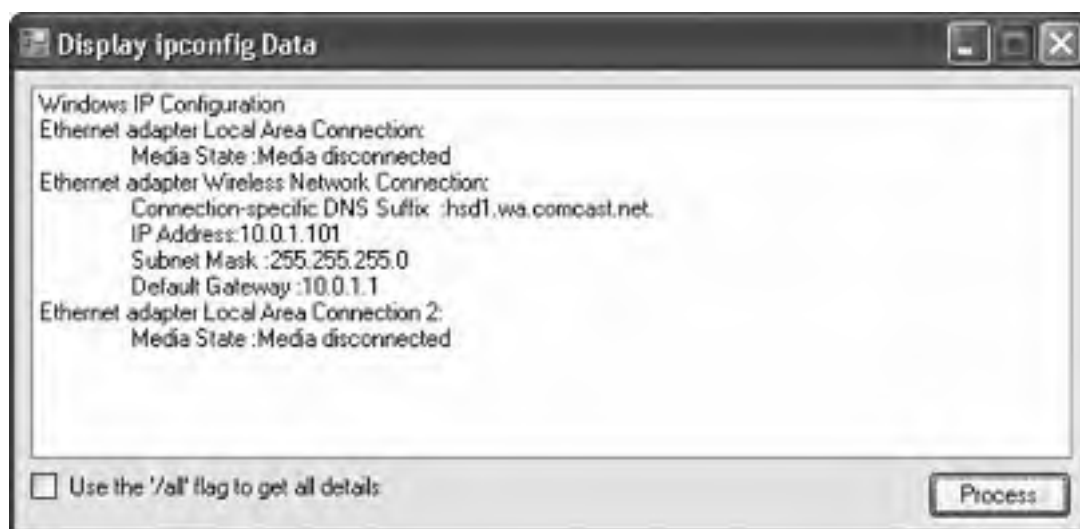 Display ipconfig Data
Windows IP Configuration
Ethernet adapter Local Area Connection:
Media State :Media disconnected
Ethernet adapter Wireless Network Connection:
Connection-specific DNS Suffix :hsd1.wa.comcast.net.
IP Address:10.0.1.101
Subnet Mask :255.255.255.0
Default Gateway :10.0.1.1
Ethernet adapter Local Area Connection 2:
Media State :Media disconnected
Use the '/all' flag to get all details
Process